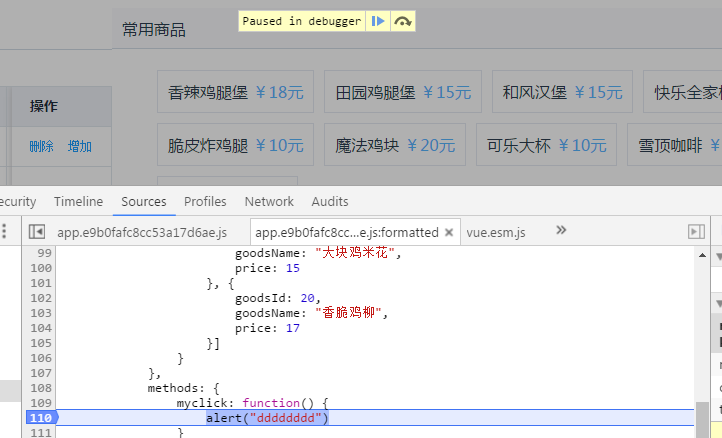 Paused in debugger
常用商品
香辣鸡腿堡 ￥18元 田园鸡腿堡 ￥15元 和风汉堡 ￥15元 快乐全家
操作
删除 增加
脆皮炸鸡腿 ￥10元 魔法鸡块 ￥20元 可乐大杯 ￥10元 雪顶咖啡
ecurity Timeline Sources Profiles Network Audits
app.e9b0fafc8cc53a17d6ae.js app.e9b0fafc8cc...e.js:formatted × vue.esm.js »
99 goodsName: "大块鸡米花",
100 price: 15
101 }, {
102 goodsId: 20,
103 goodsName: "香脆鸡柳",
104 price: 17
105 }]
106 }
107 },
108 methods: {
109 myclick: function() {
110 alert("dddddddd")
111 }